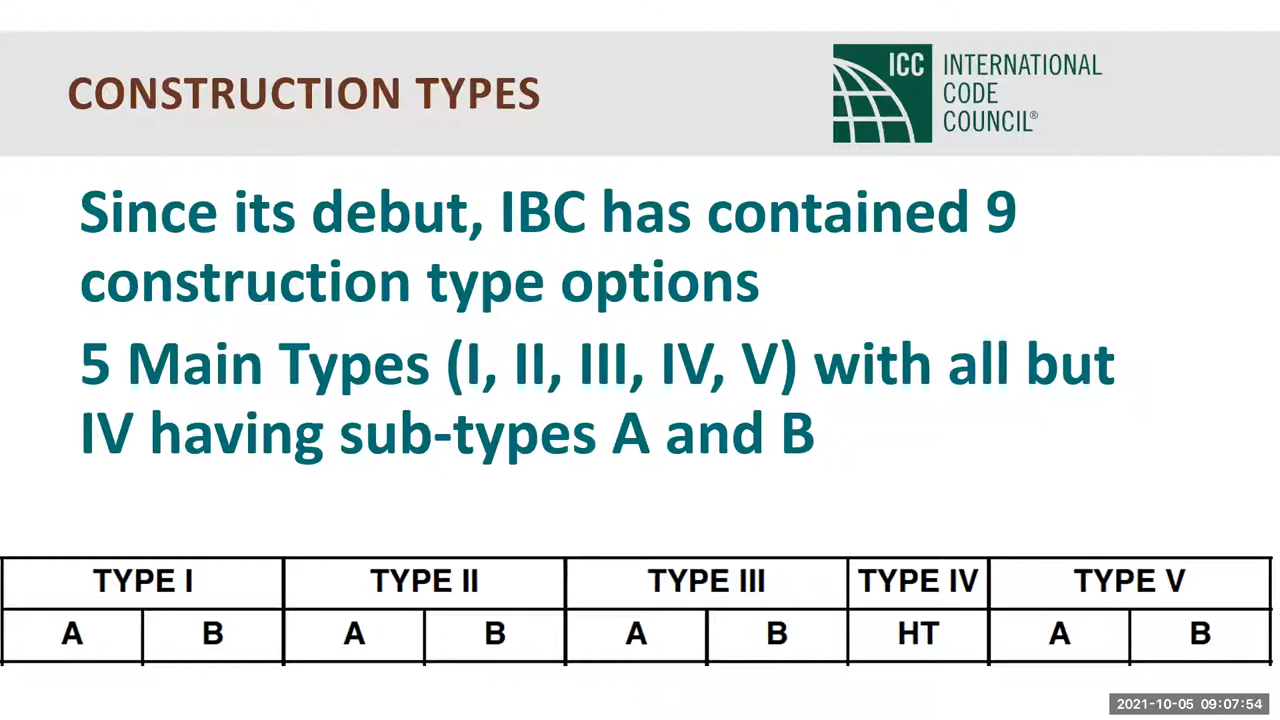 CONSTRUCTION TYPES
ICC INTERNATIONAL
CODE
COUNCIL®
Since its debut, IBC has contained 9
construction type options
5 Main Types (I, II, III, IV, V) with all but
IV having sub-types A and B
TYPE I TYPE II TYPE III TYPE IV TYPE V
A B A B A B HT A B
2021-10-05 09:07:54